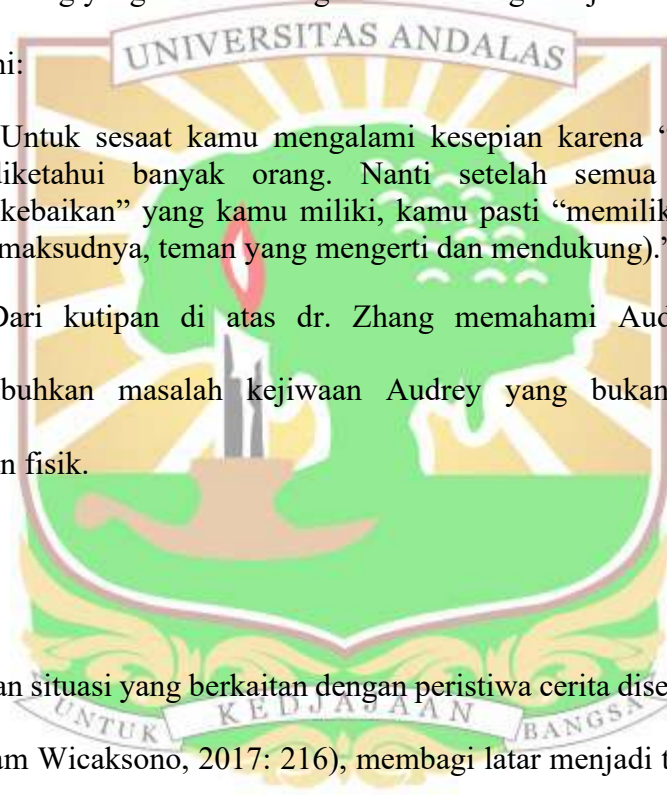 UNIVERSITAS ANDALAS
ni:
Untuk sesaat kamu mengalami kesepian karena “
diketahui banyak orang. Nanti setelah semua
kebaikan” yang kamu miliki, kamu pasti “memilik
maksudnya, teman yang mengerti dan mendukung).”
Dari kutipan di atas dr. Zhang memahami Aud
buhkan masalah kejiwaan Audrey yang bukan
n fisik.
an situasi yang berkaitan dengan peristiwa cerita dise
UNTUK KEDJAJAAN BANGSA
am Wicaksono, 2017: 216), membagi latar menjadi t